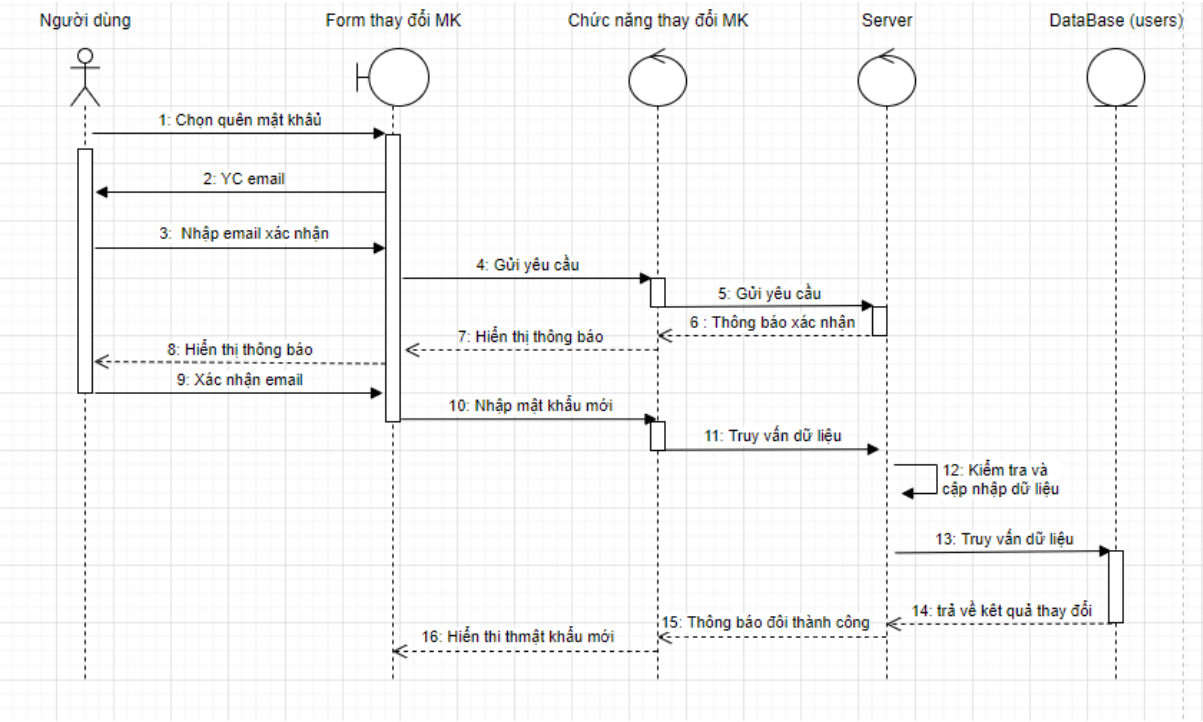 Người dùng
Form thay đổi MK
Chức năng thay đổi MK
Server
DataBase (users)
1: Chọn quên mật khẩủ
2: YC email
3: Nhập email xác nhận
4: Gửi yêu cầu
5: Gửi yêu cầu
6 : Thông báo xác nhận
7: Hiển thị thông báo
8: Hiển thị thông báo
9: Xác nhận email
10: Nhập mật khẩu mới
11: Truy vấn dữ liệu
12: Kiểm tra và
cập nhập dữ liệu
13: Truy vấn dữ liệu
14: trả về kêt quả thay đổi
15: Thông báo đôi thành công
16: Hiển thi thmật khẩu mới